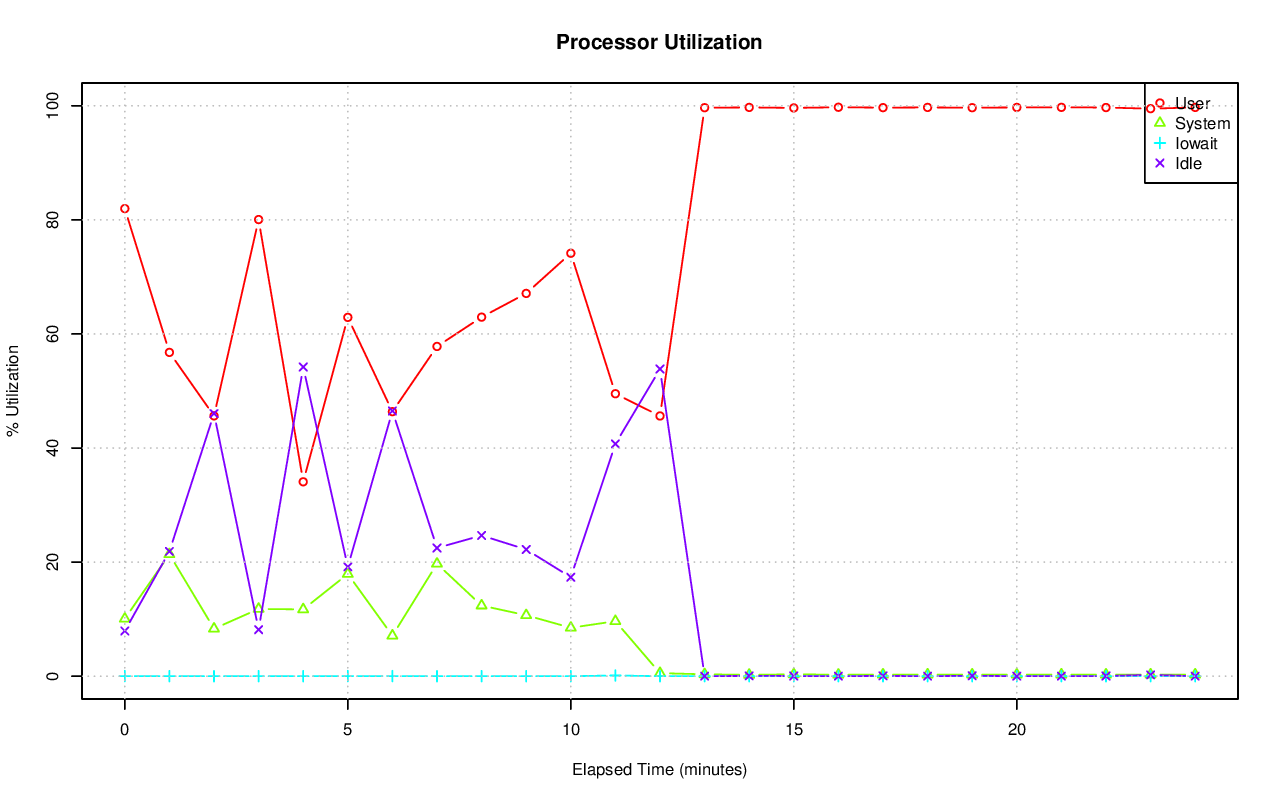 Processor Utilization
% Utilization
100
80
60
40
20
0
User
System
Iowait
Idle
0 5 10 15 20
Elapsed Time (minutes)